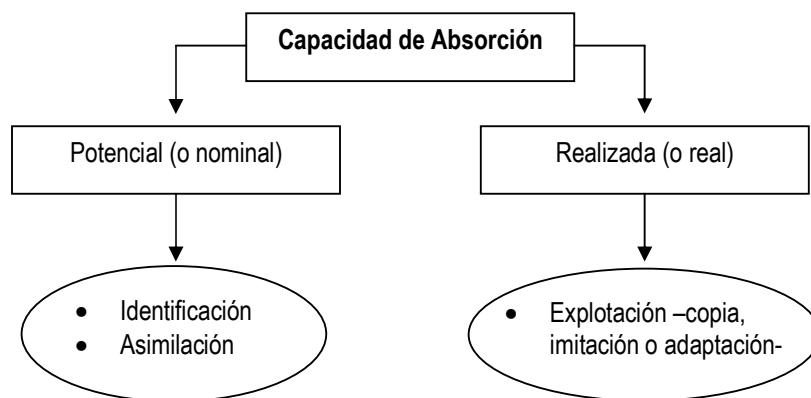 Capacidad de Absorción
Potencial (o nominal)
Realizada (o real)
• Identificación
• Asimilación
• Explotación –copia,
imitación o adaptación-